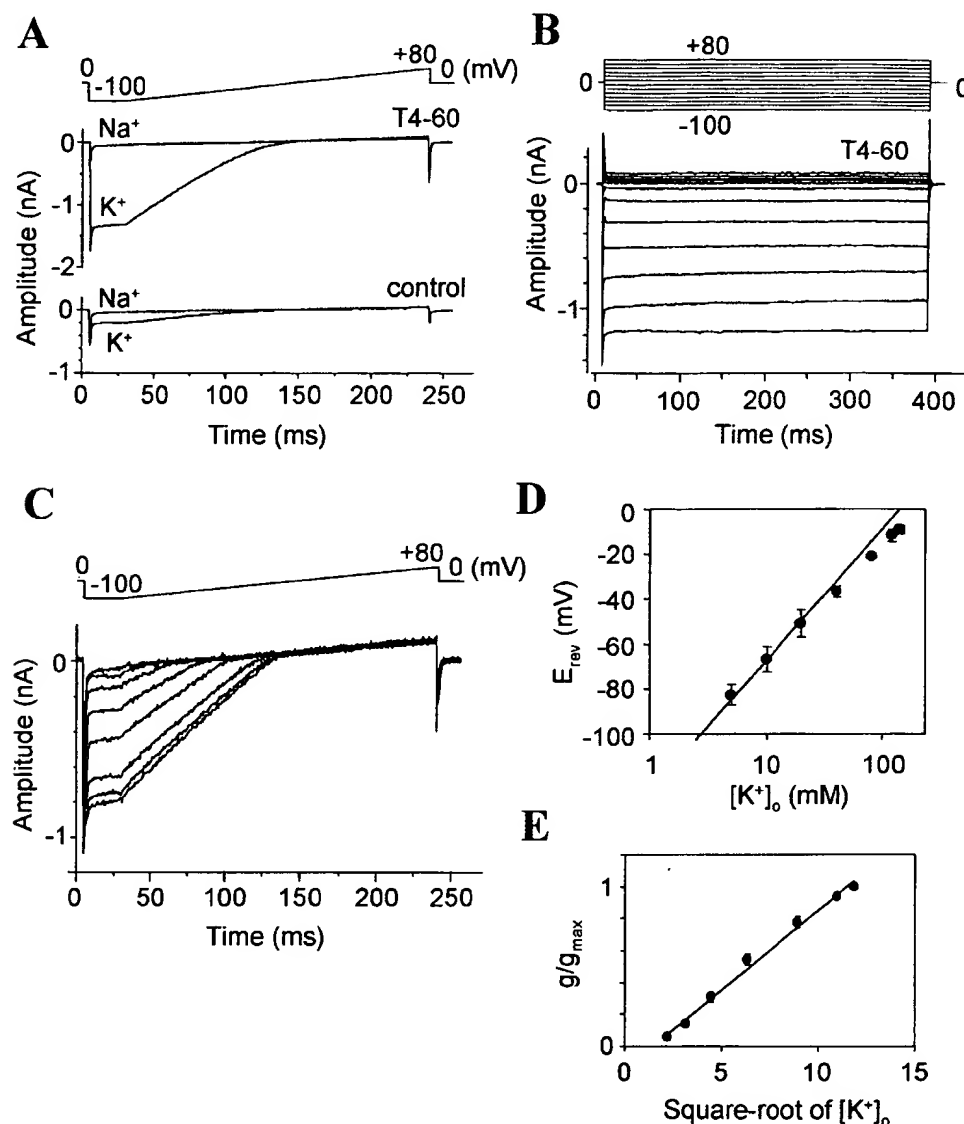 A
0
-100
+80
0 (mV)
Na⁺
T4-60
K⁺
0
-1
-2
Na⁺
control
K⁺
0
-1
Amplitude (nA)
0 50 100 150 200 250
Time (ms)
B
+80
0
0
-100
T4-60
0
-1
Amplitude (nA)
0 100 200 300 400
Time (ms)
C
0
-100
+80
0 (mV)
0
-1
Amplitude (nA)
0 50 100 150 200 250
Time (ms)
D
0
-20
-40
-60
-80
-100
E_rev (mV)
1 10 100
[K⁺]ₒ (mM)
E
1
0
g/g_max
0 5 10 15
Square-root of [K⁺]ₒ